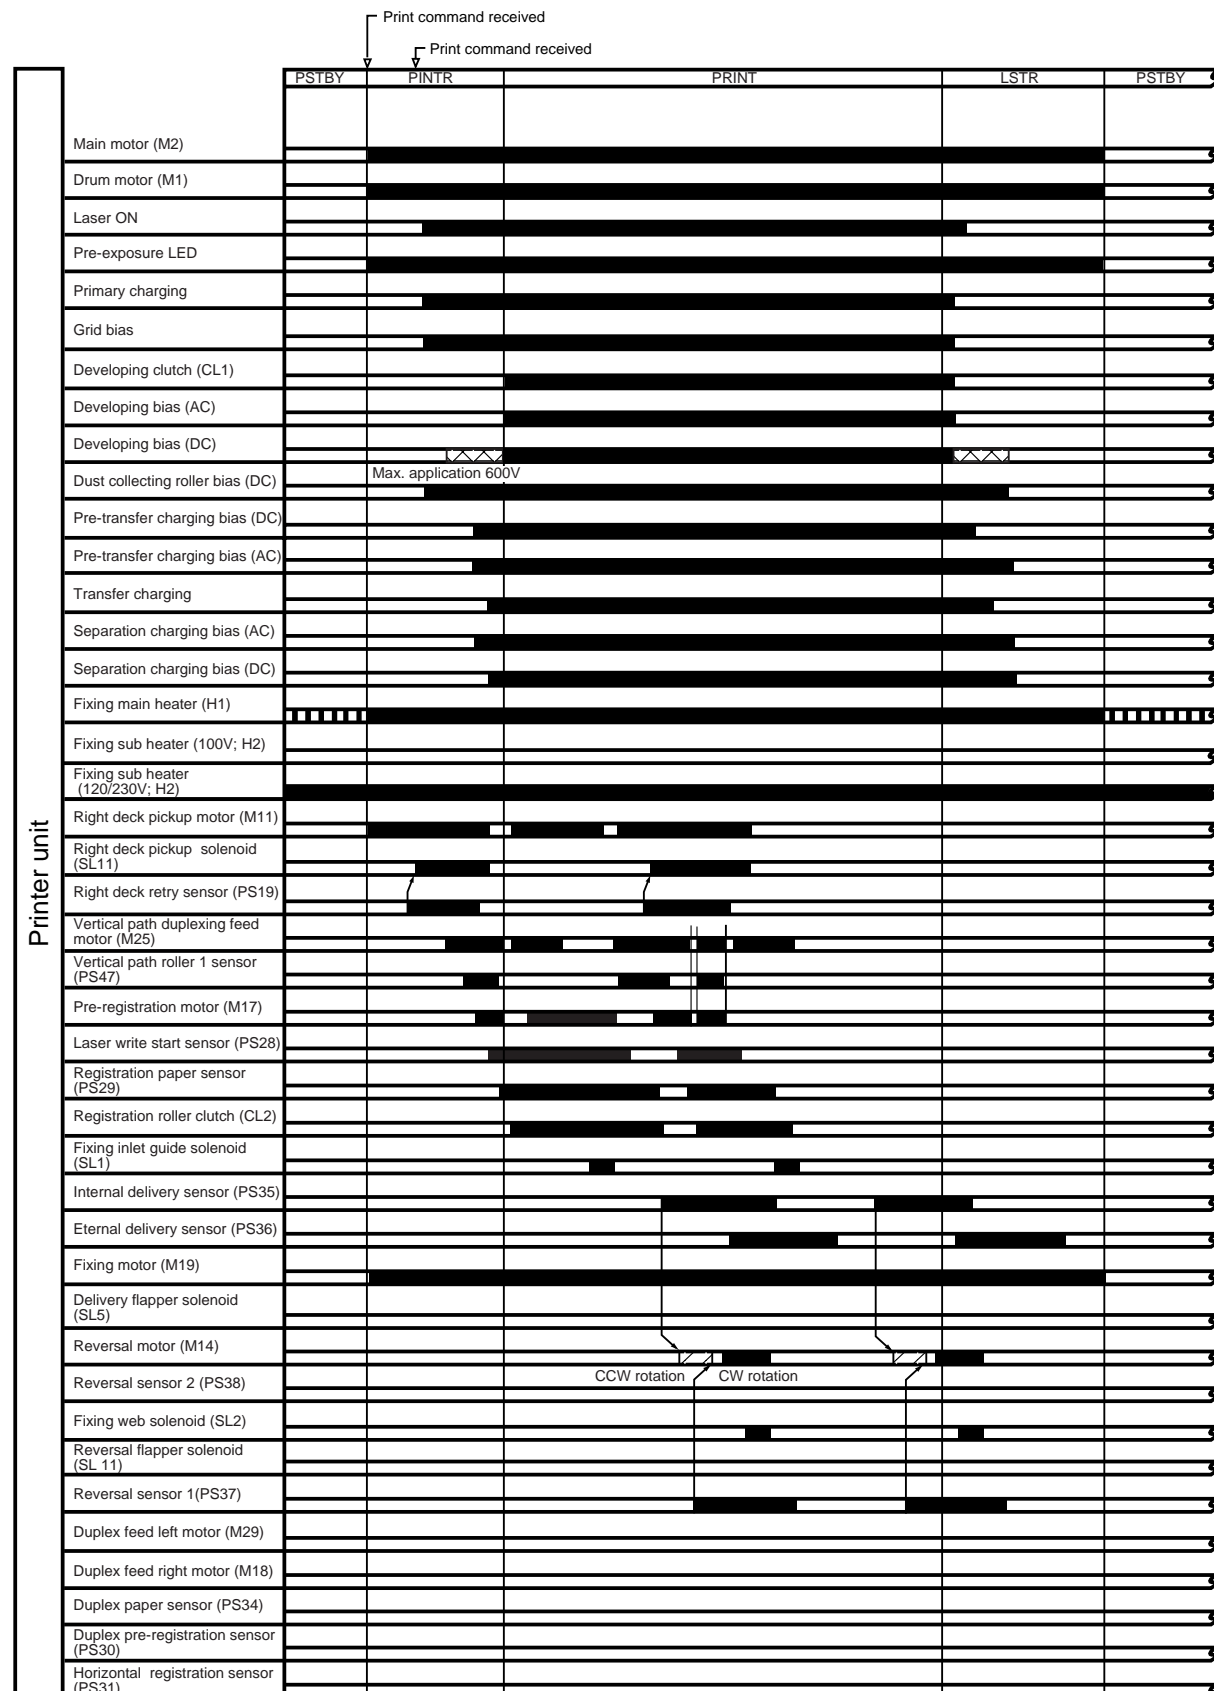 Print command received
Print command received
PSTBY PINTR PRINT LSTR PSTBY
Printer unit
Main motor (M2)
Drum motor (M1)
Laser ON
Pre-exposure LED
Primary charging
Grid bias
Developing clutch (CL1)
Developing bias (AC)
Developing bias (DC)
Max. application 600V
Dust collecting roller bias (DC)
Pre-transfer charging bias (DC)
Pre-transfer charging bias (AC)
Transfer charging
Separation charging bias (AC)
Separation charging bias (DC)
Fixing main heater (H1)
Fixing sub heater (100V; H2)
Fixing sub heater
(120/230V; H2)
Right deck pickup motor (M11)
Right deck pickup solenoid
(SL11)
Right deck retry sensor (PS19)
Vertical path duplexing feed
motor (M25)
Vertical path roller 1 sensor
(PS47)
Pre-registration motor (M17)
Laser write start sensor (PS28)
Registration paper sensor
(PS29)
Registration roller clutch (CL2)
Fixing inlet guide solenoid
(SL1)
Internal delivery sensor (PS35)
Eternal delivery sensor (PS36)
Fixing motor (M19)
Delivery flapper solenoid
(SL5)
Reversal motor (M14)
CCW rotation CW rotation
Reversal sensor 2 (PS38)
Fixing web solenoid (SL2)
Reversal flapper solenoid
(SL 11)
Reversal sensor 1(PS37)
Duplex feed left motor (M29)
Duplex feed right motor (M18)
Duplex paper sensor (PS34)
Duplex pre-registration sensor
(PS30)
Horizontal registration sensor
(PS31)